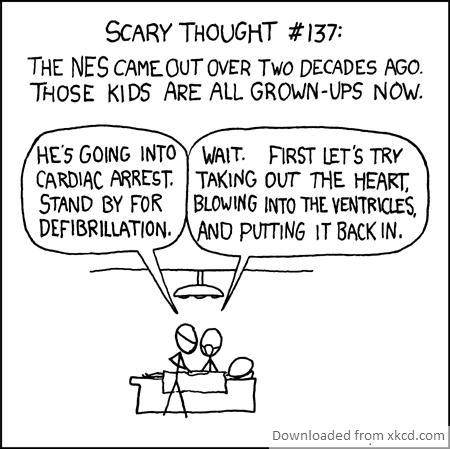 SCARY THOUGHT #137:
THE NES CAME OUT OVER TWO DECADES AGO.
THOSE KIDS ARE ALL GROWN-UPS NOW.
HE'S GOING INTO
CARDIAC ARREST.
STAND BY FOR
DEFIBRILLATION.
WAIT. FIRST LET'S TRY
TAKING OUT THE HEART,
BLOWING INTO THE VENTRICLES,
AND PUTTING IT BACK IN.
Downloaded from xkcd.com